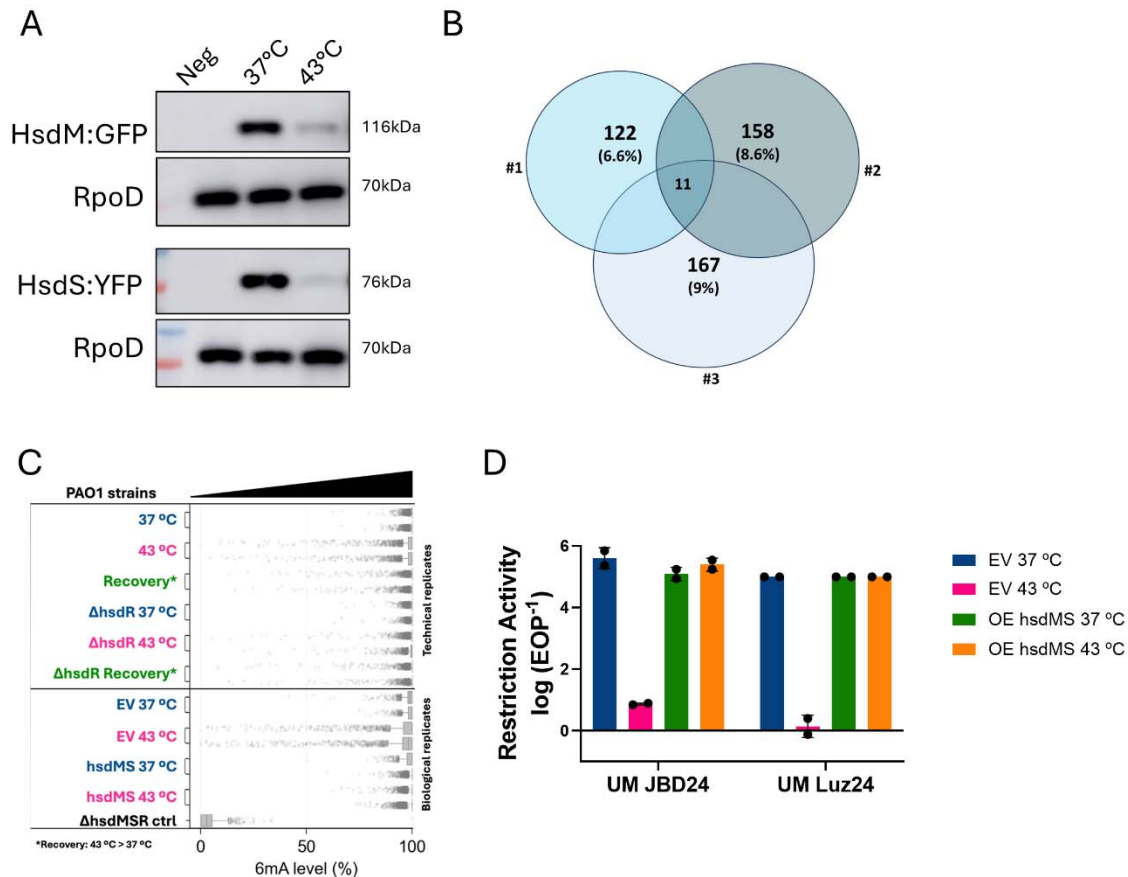 A
Neg
37ºC
43ºC
HsdM:GFP
116kDa
RpoD
70kDa
HsdS:YFP
76kDa
RpoD
70kDa
B
122
(6.6%)
158
(8.6%)
#1
11
#2
167
(9%)
#3
C
PAO1 strains
37 ºC
43 ºC
Recovery*
ΔhsdR 37 ºC
ΔhsdR 43 ºC
ΔhsdR Recovery*
Technical replicates
EV 37 ºC
EV 43 ºC
hsdMS 37 ºC
hsdMS 43 ºC
ΔhsdMSR ctrl
Biological replicates
*Recovery: 43 ºC > 37 ºC
0
50
100
6mA level (%)
D
Restriction Activity
log (EOP-1)
6
4
2
0
UM JBD24
UM Luz24
EV 37 ºC
EV 43 ºC
OE hsdMS 37 ºC
OE hsdMS 43 ºC